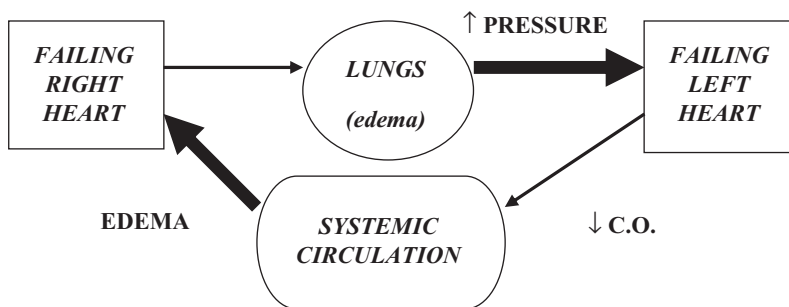 ↑ PRESSURE
FAILING
RIGHT
HEART
LUNGS
(edema)
FAILING
LEFT
HEART
EDEMA
SYSTEMIC
CIRCULATION
↓ C.O.